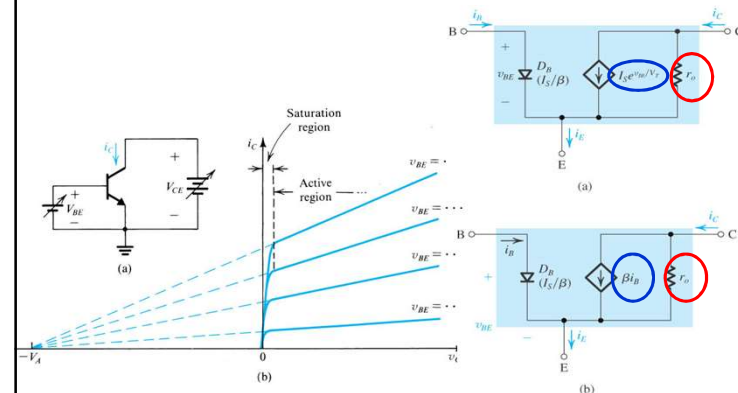 Saturation
region
i_C
Active
region
v_BE = ·
v_BE = · · ·
v_BE = · ·
v_BE = · ·
−V_A
0
(b)
i_C
+
V_CE
−
+
V_BE
−
(a)
i_B
i_C
B
+
v_BE
−
D_B
(I_S/β)
I_S e^{v_BE/V_T}
r_o
i_E
E
(a)
i_C
B
C
i_B
+
v_BE
−
D_B
(I_S/β)
βi_B
r_o
i_E
E
(b)